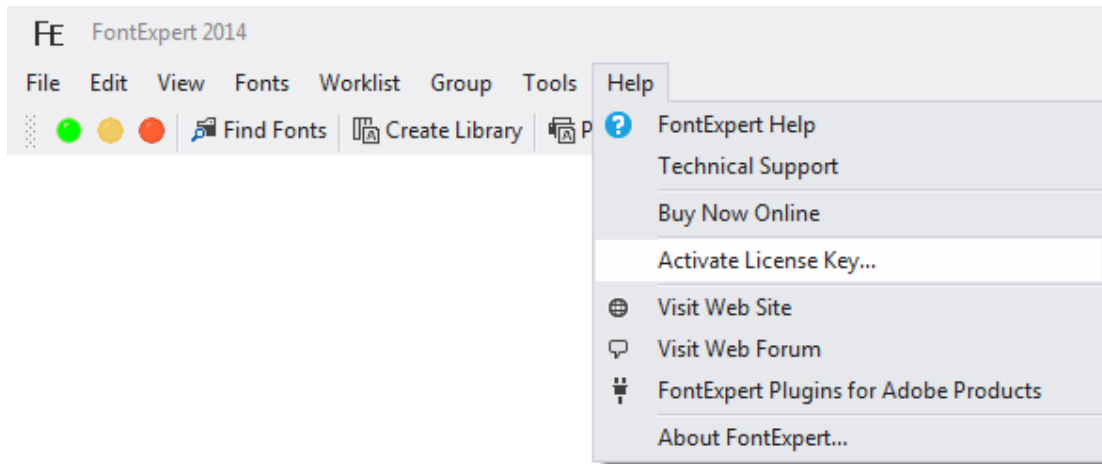 FE FontExpert 2014
File Edit View Fonts Worklist Group Tools Help
Find Fonts Create Library P
FontExpert Help
Technical Support
Buy Now Online
Activate License Key...
Visit Web Site
Visit Web Forum
FontExpert Plugins for Adobe Products
About FontExpert...